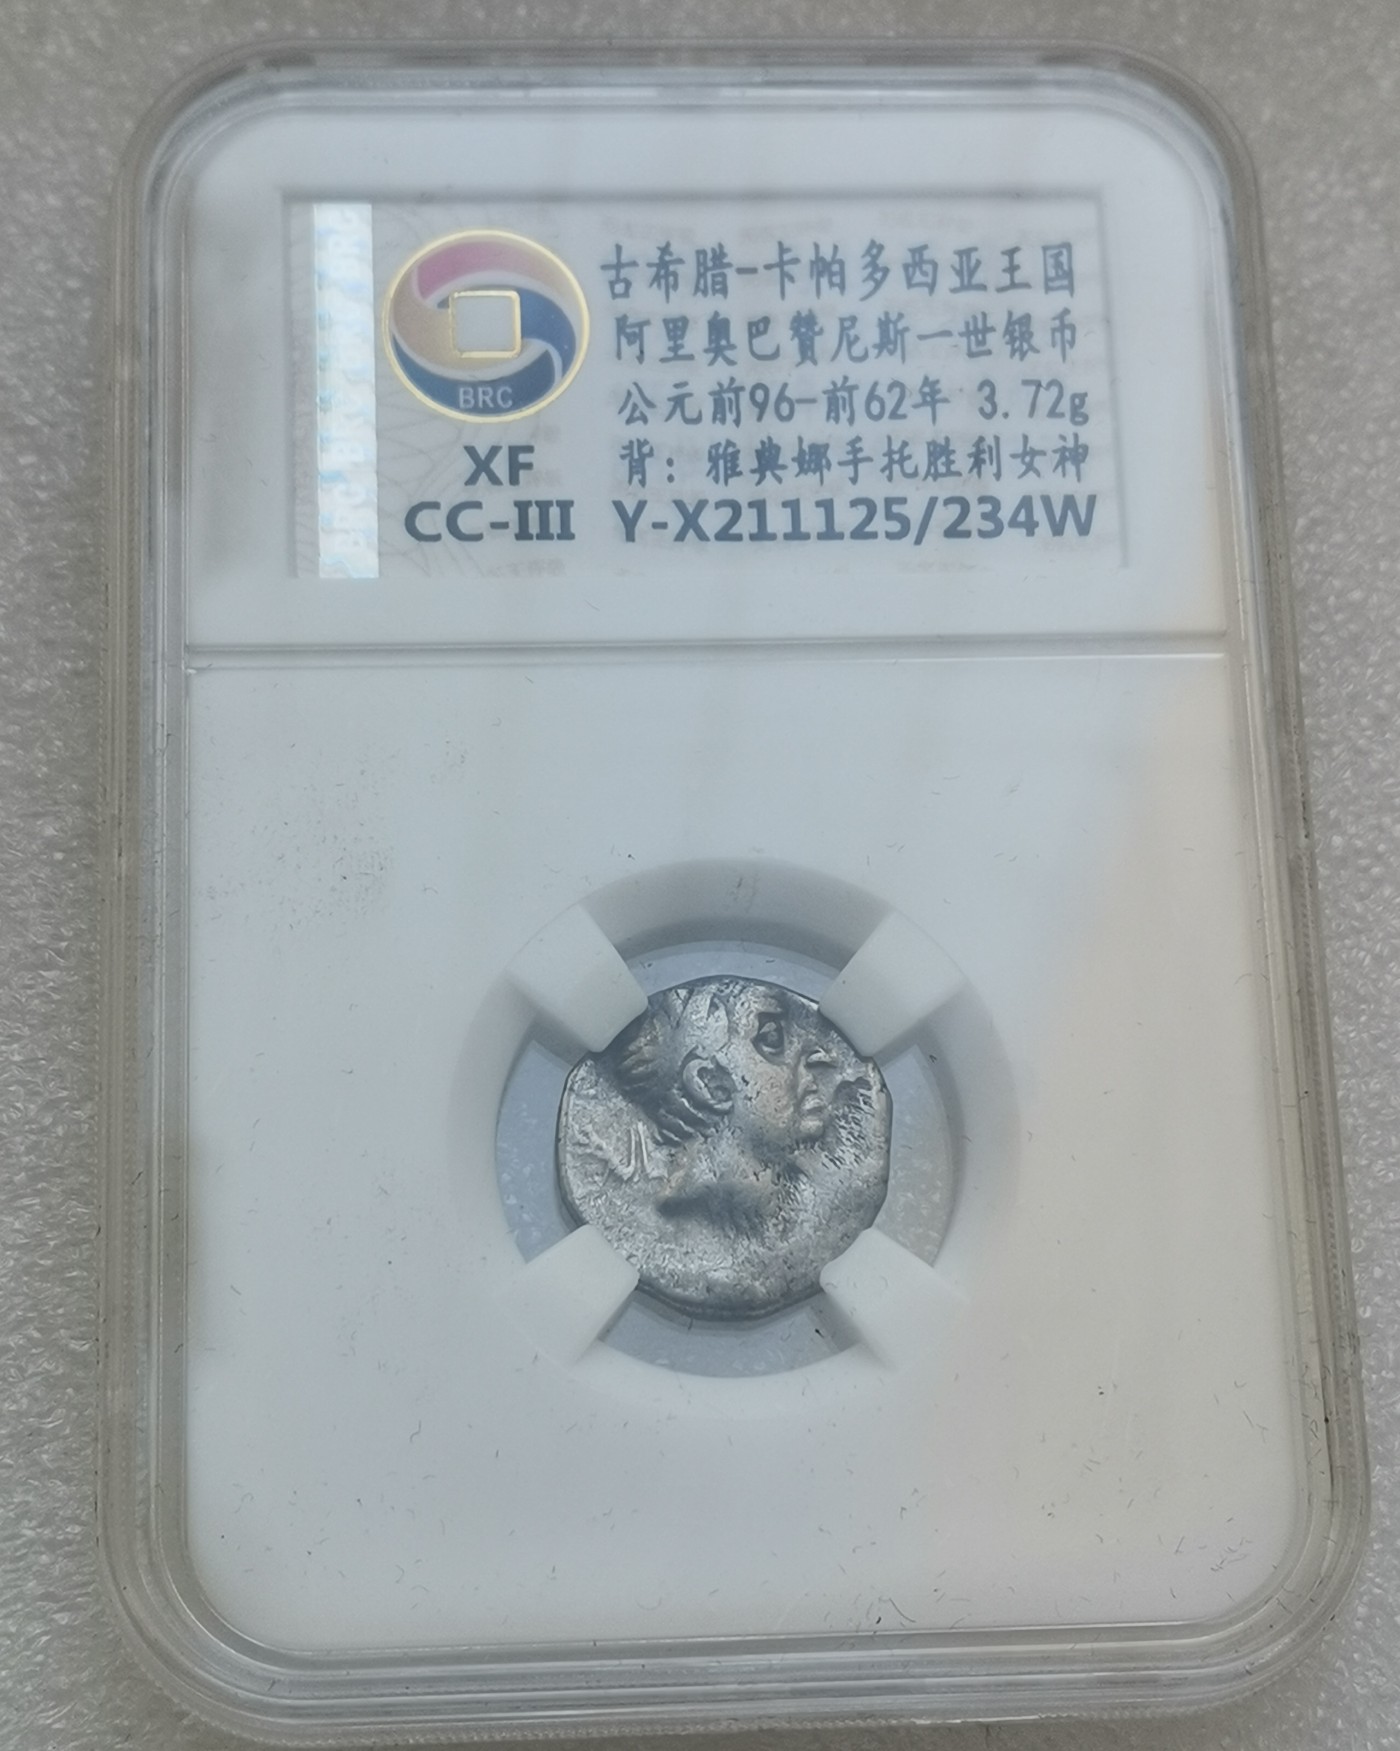 BRC
古希腊-卡帕多西亚王国
阿里奥巴赞尼斯一世银币
公元前96-前62年 3.72g
背：雅典娜手托胜利女神
XF
CC-III Y-X211125/234W